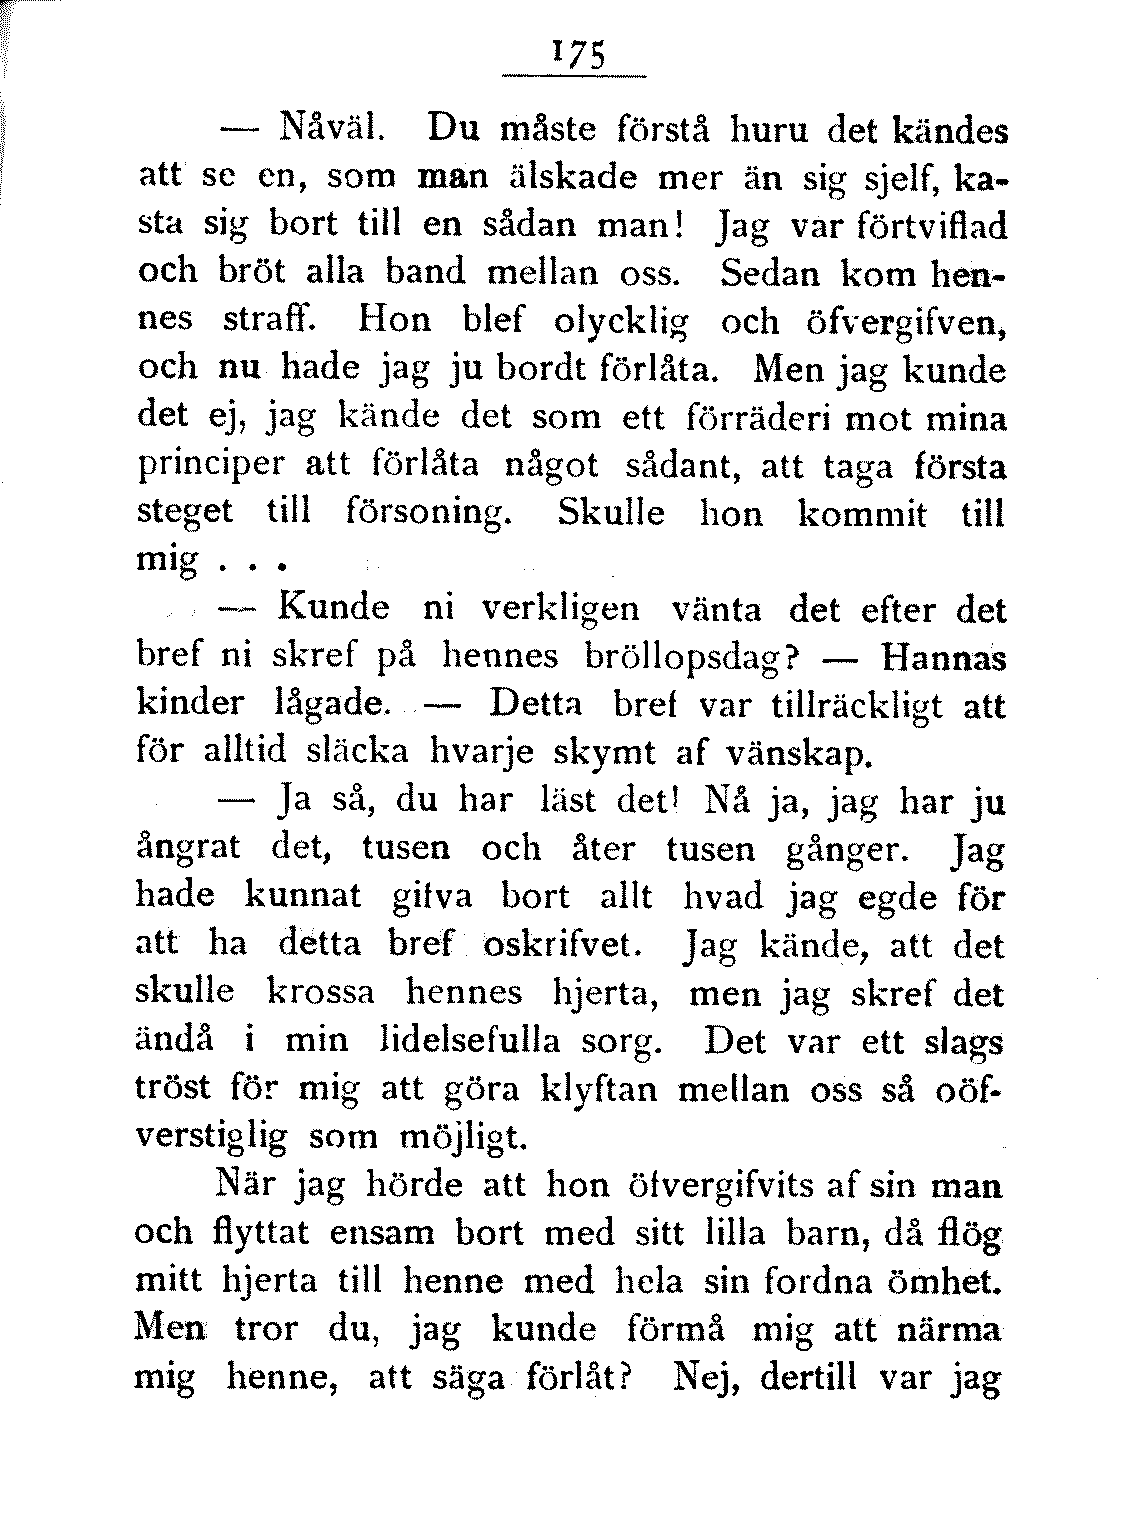 175
— Nåväl. Du måste förstå huru det kändes
att se en, som man älskade mer än sig sjelf, ka-
sta sig bort till en sådan man! Jag var förtviflad
och bröt alla band mellan oss. Sedan kom hen-
nes straff. Hon blef olycklig och öfvergifven,
och nu hade jag ju bordt förlåta. Men jag kunde
det ej, jag kände det som ett förräderi mot mina
principer att förlåta något sådant, att taga första
steget till försoning. Skulle hon kommit till
mig . . .
— Kunde ni verkligen vänta det efter det
bref ni skref på hennes bröllopsdag? — Hannas
kinder lågade. — Detta bref var tillräckligt att
för alltid släcka hvarje skymt af vänskap.
— Ja så, du har läst det! Nå ja, jag har ju
ångrat det, tusen och åter tusen gånger. Jag
hade kunnat gifva bort allt hvad jag egde för
att ha detta bref oskrifvet. Jag kände, att det
skulle krossa hennes hjerta, men jag skref det
ändå i min lidelsefulla sorg. Det var ett slags
tröst för mig att göra klyftan mellan oss så oöf-
verstiglig som möjligt.
När jag hörde att hon öfvergifvits af sin man
och flyttat ensam bort med sitt lilla barn, då flög
mitt hjerta till henne med hela sin fordna ömhet.
Men tror du, jag kunde förmå mig att närma
mig henne, att säga förlåt? Nej, dertill var jag